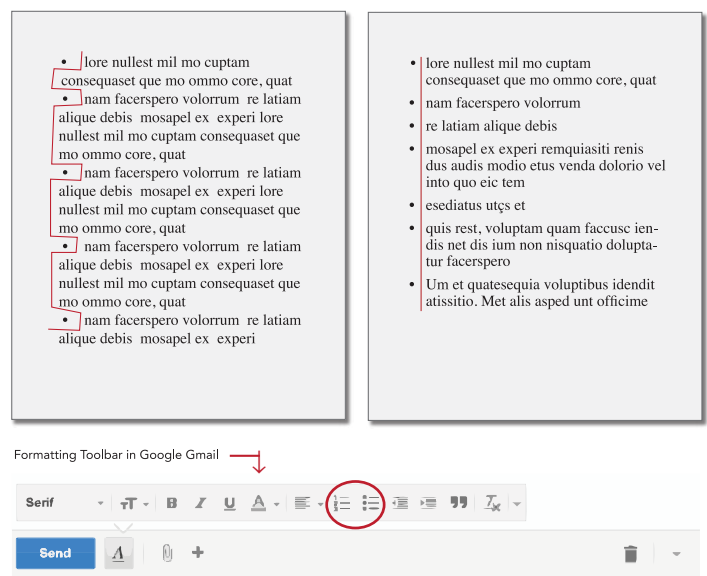 • lore nullest mil mo cuptam
consequaset que mo ommo core, quat
• nam facerspero volorrum re latiam
alique debis mosapel ex experi lore
nullest mil mo cuptam consequaset que
mo ommo core, quat
• nam facerspero volorrum re latiam
alique debis mosapel ex experi lore
nullest mil mo cuptam consequaset que
mo ommo core, quat
• nam facerspero volorrum re latiam
alique debis mosapel ex experi lore
nullest mil mo cuptam consequaset que
mo ommo core, quat
• nam facerspero volorrum re latiam
alique debis mosapel ex experi
• lore nullest mil mo cuptam
consequaset que mo ommo core, quat
• nam facerspero volorrum
• re latiam alique debis
• mosapel ex experi remquiasiti renis
dus audis modio etus venda dolorio vel
into quo eic tem
• esediatus utçs et
• quis rest, voluptam quam faccusc ien-
dis net dis ium non nisquatio dolupta-
tur facerspero
• Um et quatesequia voluptibus idendit
atissitio. Met alis asped unt officime
Formatting Toolbar in Google Gmail
Serif TT B I U A 1 2 3 Tx
Send A